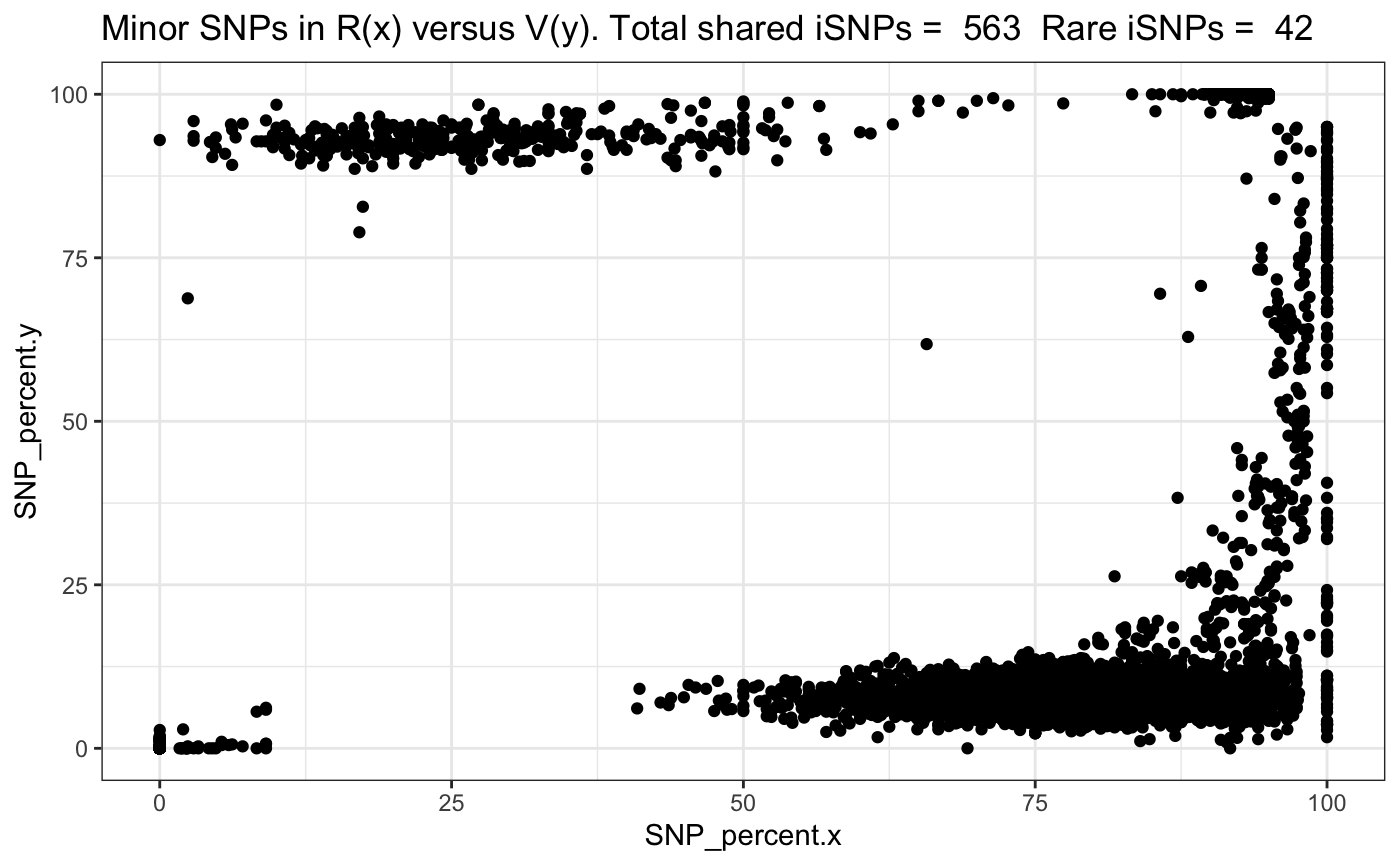 Minor SNPs in R(x) versus V(y). Total shared iSNPs =  563  Rare iSNPs =  42
100
75
50
25
0
SNP_percent.y
0 25 50 75 100
SNP_percent.x